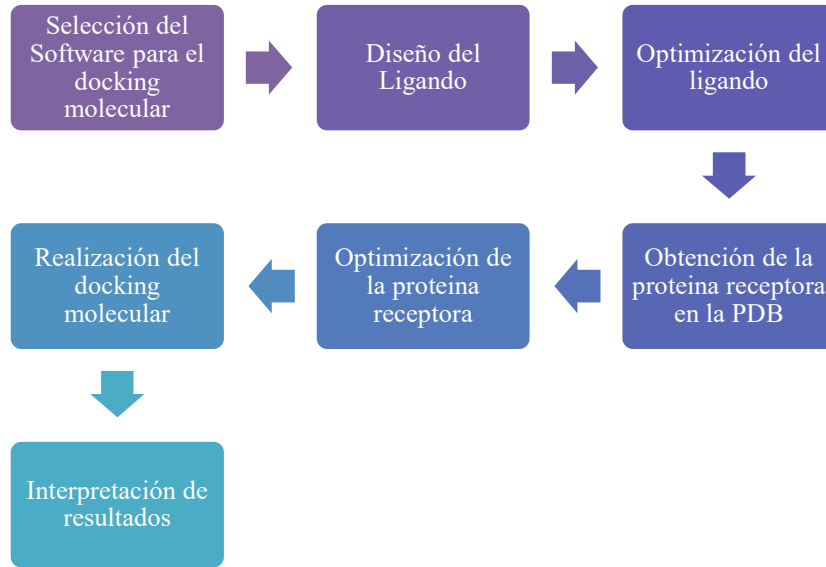 Selección del
Software para el
docking
molecular
Diseño del
Ligando
Optimización del
ligando
Obtención de la
proteina receptora
en la PDB
Optimización de
la proteina
receptora
Realización del
docking
molecular
Interpretación de
resultados